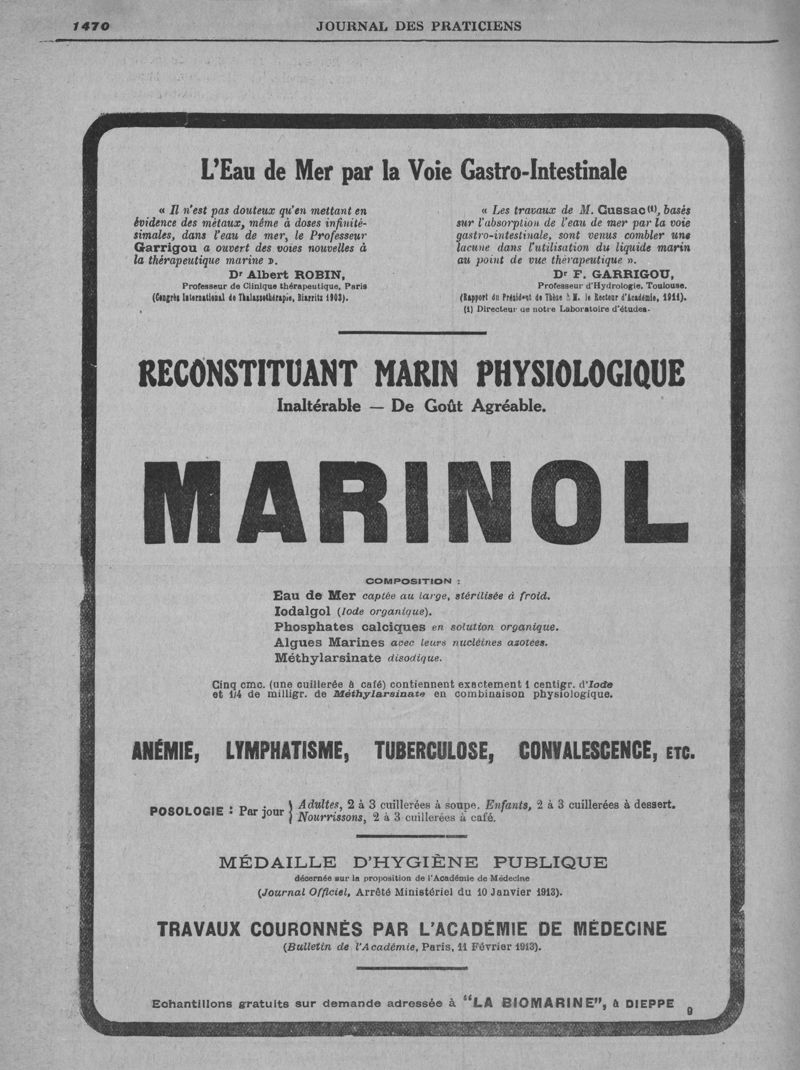 1470
JOURNAL DES PRATICIENS
L'Eau de Mer par la Voie Gastro-Intestinale
« Il n'est pas douteux qu'en mettant en
évidence des métaux, même à doses infinité-
simales, dans l'eau de mer, le Professeur
Garrigou a ouvert des voies nouvelles à
la thérapeutique marine ».
Dr Albert ROBIN,
Professeur de Clinique thérapeutique, Paris
(Congrès International de Thalassothérapie, Biarritz 1903).
« Les travaux de M. Cussac(1), basés
sur l'absorption de l'eau de mer par la voie
gastro-intestinale, sont venus combler une
lacune dans l'utilisation du liquide marin
au point de vue thérapeutique ».
Dr F. GARRIGOU,
Professeur d'Hydrologie, Toulouse.
(Rapport du Président de Thèse à M. le Recteur d'Académie, 1911).
(1) Directeur de notre Laboratoire d'études.
RECONSTITUANT MARIN PHYSIOLOGIQUE
Inaltérable — De Goût Agréable.
MARINOL
COMPOSITION :
Eau de Mer captée au large, stérilisée à froid.
Iodalgol (Iode organique).
Phosphates calciques en solution organique.
Algues Marines avec leurs nucléines azotées.
Méthylarsinate disodique.
Cinq cmc. (une cuillerée à café) contiennent exactement 1 centigr. d'Iode
et 1/4 de milligr. de Méthylarsinate en combinaison physiologique.
ANÉMIE, LYMPHATISME, TUBERCULOSE, CONVALESCENCE, ETC.
POSOLOGIE : Par jour { Adultes, 2 à 3 cuillerées à soupe. Enfants, 2 à 3 cuillerées à dessert.
Nourrissons, 2 à 3 cuillerées à café.
MÉDAILLE D'HYGIÈNE PUBLIQUE
décernée sur la proposition de l'Académie de Médecine
(Journal Officiel, Arrêté Ministériel du 10 Janvier 1913).
TRAVAUX COURONNÉS PAR L'ACADÉMIE DE MÉDECINE
(Bulletin de l'Académie, Paris, 11 Février 1913).
Echantillons gratuits sur demande adressée à "LA BIOMARINE", à DIEPPE
9